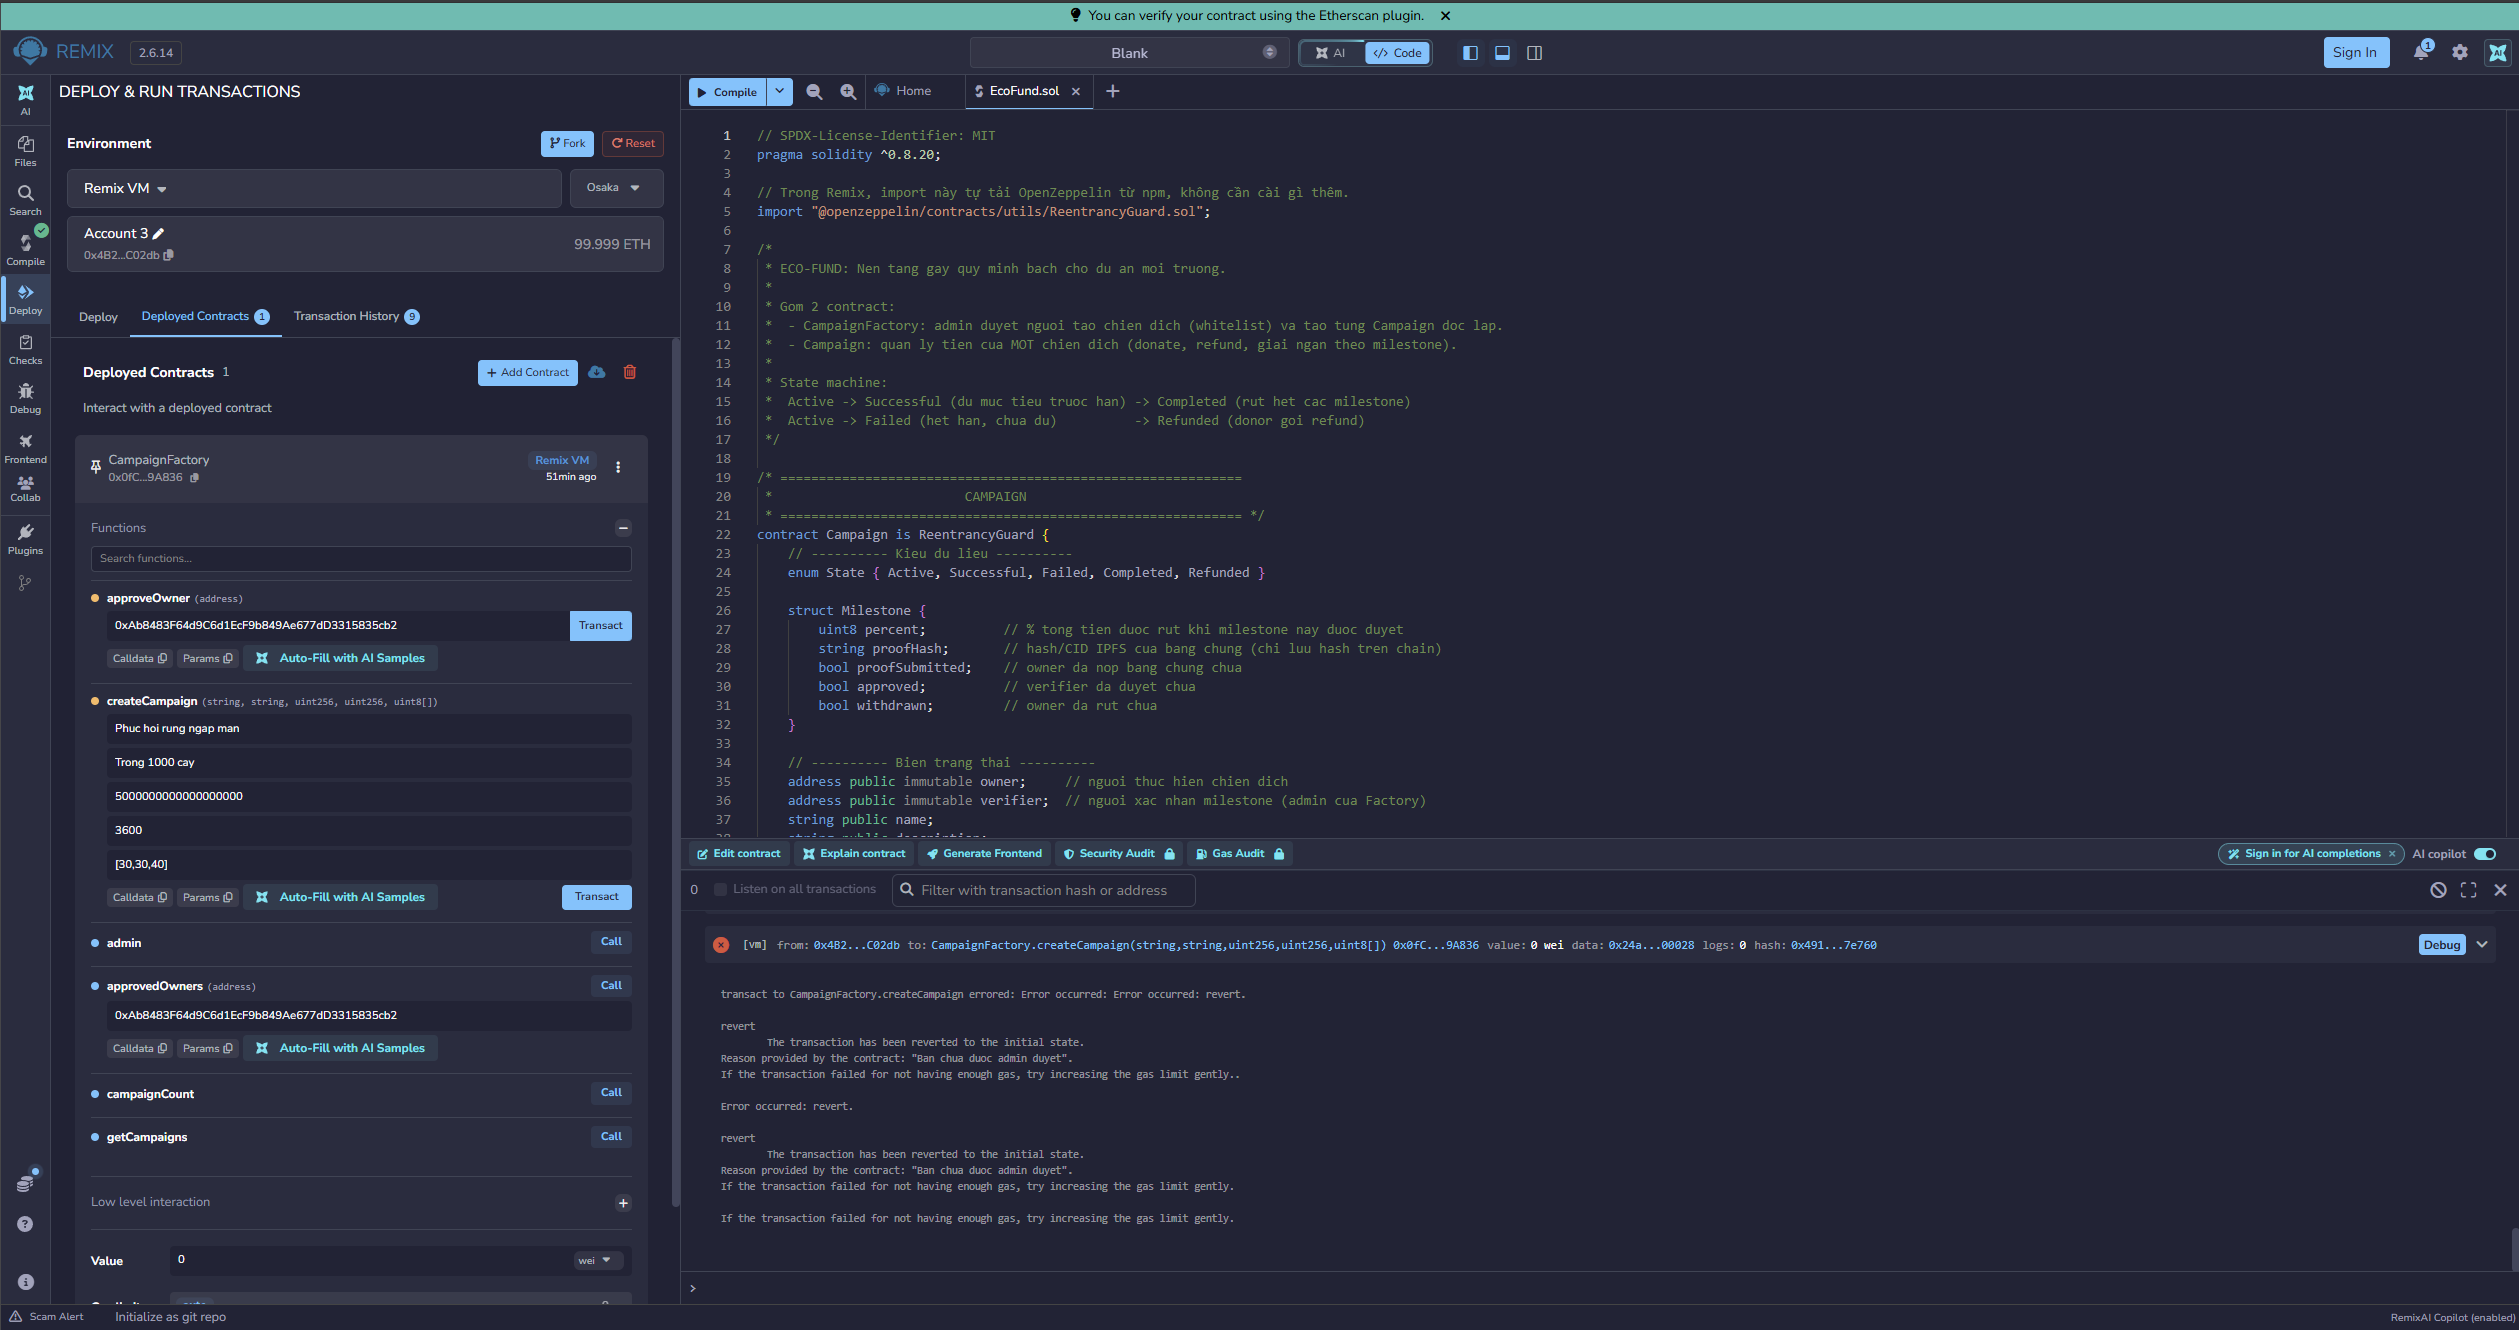 You can verify your contract using the Etherscan plugin.
REMIX 2.6.14
Blank
AI
Code
Sign In
1
AI
DEPLOY & RUN TRANSACTIONS
AI
Files
Search
Compile
Deploy
Checks
Debug
Frontend
Collab
Plugins
Environment
Fork
Reset
Remix VM
Osaka
Account 3
0x4B2...C02db
99.999 ETH
Deploy
Deployed Contracts 1
Transaction History 9
Deployed Contracts 1
+ Add Contract
Interact with a deployed contract
CampaignFactory
0x0fC...9A836
Remix VM
51min ago
Functions
Search functions...
approveOwner (address)
0xAb8483F64d9C6d1EcF9b849Ae677dD3315835cb2
Transact
Calldata
Params
Auto-Fill with AI Samples
createCampaign (string, string, uint256, uint256, uint8[])
Phuc hoi rung ngap man
Trong 1000 cay
5000000000000000000
3600
[30,30,40]
Calldata
Params
Auto-Fill with AI Samples
Transact
admin
Call
approvedOwners (address)
Call
0xAb8483F64d9C6d1EcF9b849Ae677dD3315835cb2
Calldata
Params
Auto-Fill with AI Samples
campaignCount
Call
getCampaigns
Call
Low level interaction
Value
0
wei
Compile
Home
EcoFund.sol
1 // SPDX-License-Identifier: MIT
2 pragma solidity ^0.8.20;
3
4 // Trong Remix, import này tự tải OpenZeppelin từ npm, không cần cài gì thêm.
5 import "@openzeppelin/contracts/utils/ReentrancyGuard.sol";
6
7 /*
8 * ECO-FUND: Nen tang gay quy minh bach cho du an moi truong.
9 *
10 * Gom 2 contract:
11 * - CampaignFactory: admin duyet nguoi tao chien dich (whitelist) va tao tung Campaign doc lap.
12 * - Campaign: quan ly tien cua MOT chien dich (donate, refund, giai ngan theo milestone).
13 *
14 * State machine:
15 * Active -> Successful (du muc tieu truoc han) -> Completed (rut het cac milestone)
16 * Active -> Failed (het han, chua du) -> Refunded (donor goi refund)
17 */
18
19 /* ============================================================
20 * CAMPAIGN
21 * ============================================================ */
22 contract Campaign is ReentrancyGuard {
23 // ---------- Kieu du lieu ----------
24 enum State { Active, Successful, Failed, Completed, Refunded }
25
26 struct Milestone {
27 uint8 percent; // % tong tien duoc rut khi milestone nay duoc duyet
28 string proofHash; // hash/CID IPFS cua bang chung (chi luu hash tren chain)
29 bool proofSubmitted; // owner da nop bang chung chua
30 bool approved; // verifier da duyet chua
31 bool withdrawn; // owner da rut chua
32 }
33
34 // ---------- Bien trang thai ----------
35 address public immutable owner; // nguoi thuc hien chien dich
36 address public immutable verifier; // nguoi xac nhan milestone (admin cua Factory)
37 string public name;
38 string public description;
Edit contract
Explain contract
Generate Frontend
Security Audit
Gas Audit
Sign in for AI completions
AI copilot
0
Listen on all transactions
Filter with transaction hash or address
[vm] from: 0x4B2...C02db to: CampaignFactory.createCampaign(string,string,uint256,uint256,uint8[]) 0x0fC...9A836 value: 0 wei data: 0x24a...00028 logs: 0 hash: 0x491...7e760
Debug
transact to CampaignFactory.createCampaign errored: Error occurred: Error occurred: revert.
revert
The transaction has been reverted to the initial state.
Reason provided by the contract: "Ban chua duoc admin duyet".
If the transaction failed for not having enough gas, try increasing the gas limit gently..
Error occurred: revert.
revert
The transaction has been reverted to the initial state.
Reason provided by the contract: "Ban chua duoc admin duyet".
If the transaction failed for not having enough gas, try increasing the gas limit gently.
If the transaction failed for not having enough gas, try increasing the gas limit gently.
>
Scam Alert
Initialize as git repo
RemixAI Copilot (enabled)